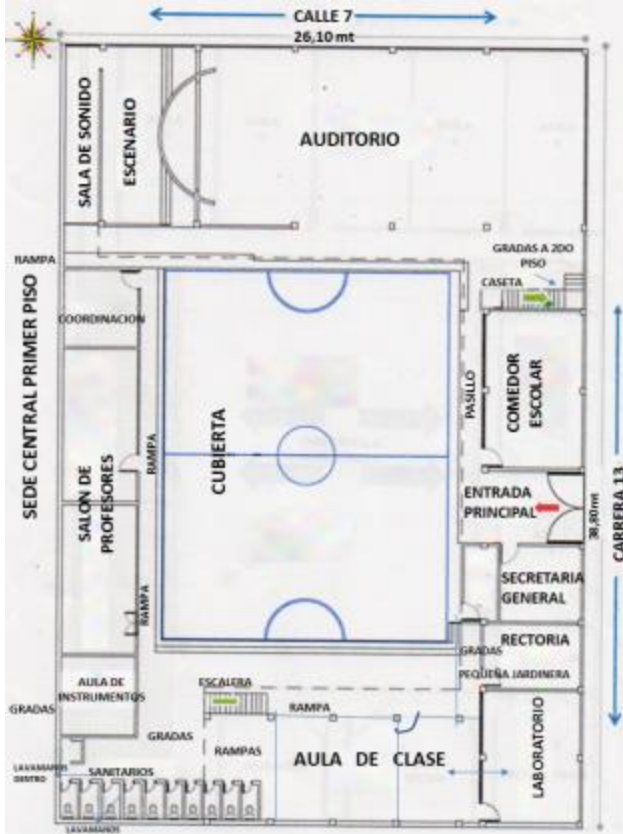 CALLE 7
26,10 mt
SALA DE SONIDO
ESCENARIO
AUDITORIO
RAMPA
GRADAS A 2DO
PISO
CASETA
SEDE CENTRAL PRIMER PISO
COORDINACION
PASILLO
COMEDOR
ESCOLAR
CUBIERTA
RAMPA
SALON DE
PROFESORES
ENTRADA
PRINCIPAL
38,80mt
CARRERA 13
SECRETARIA
GENERAL
RAMPA
RECTORIA
GRADAS
PEQUEÑA JARDINERA
AULA DE
INSTRUMENTOS
ESCALERA
GRADAS
RAMPA
GRADAS
RAMPAS
AULA DE CLASE
LABORATORIO
LAVAMANOS
DENTRO
SANITARIOS
LAVAMANOS